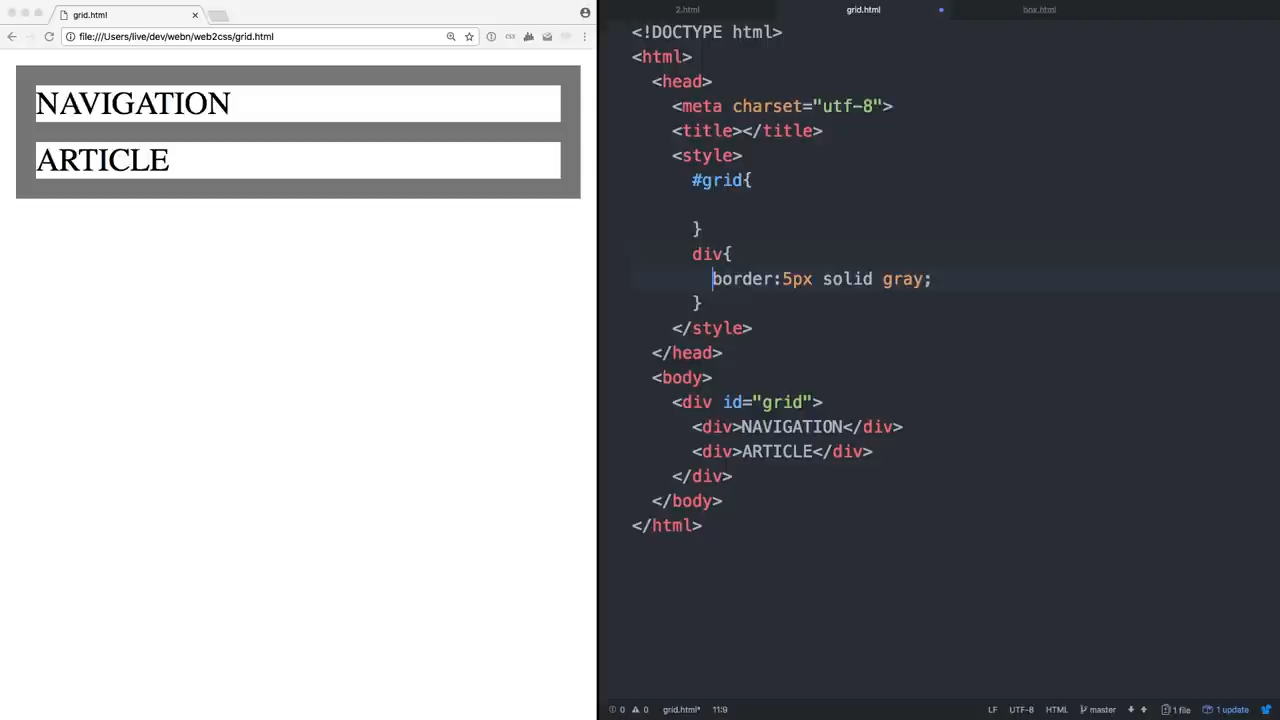 grid.html
file:///Users/live/dev/webn/web2css/grid.html
NAVIGATION
ARTICLE
2.html
grid.html
box.html
<!DOCTYPE html>
<html>
<head>
<meta charset="utf-8">
<title></title>
<style>
#grid{
}
div{
border:5px solid gray;
}
</style>
</head>
<body>
<div id="grid">
<div>NAVIGATION</div>
<div>ARTICLE</div>
</div>
</body>
</html>
0 0 grid.html* 11:9 LF UTF-8 HTML master 1 file 1 update